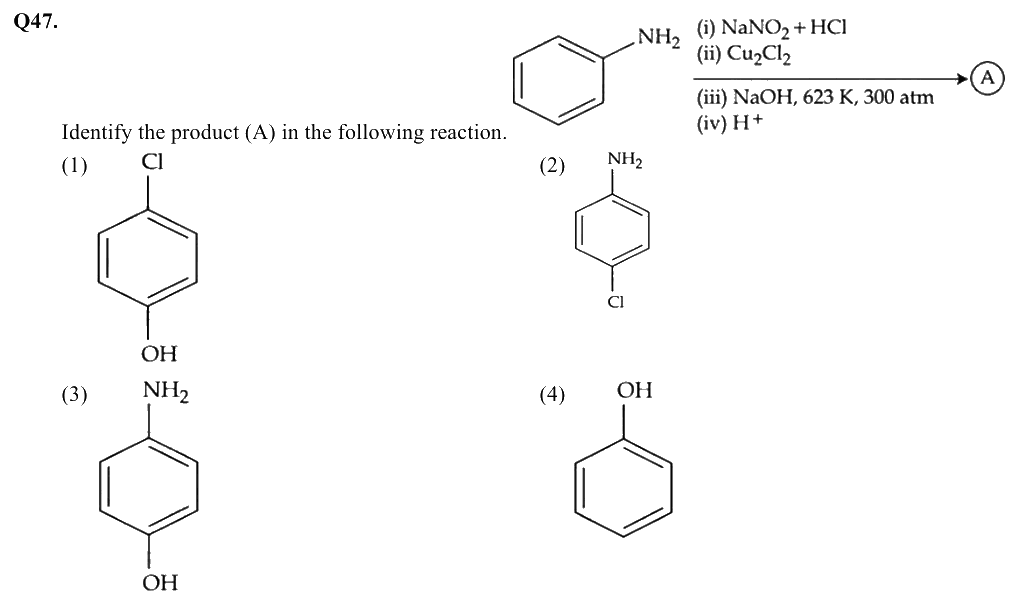 Q47.
NH₂
(i) NaNO₂ + HCl
(ii) Cu₂Cl₂
(iii) NaOH, 623 K, 300 atm
(iv) H⁺
A
Identify the product (A) in the following reaction.
(1)
Cl
OH
(2)
NH₂
Cl
(3)
NH₂
OH
(4)
OH